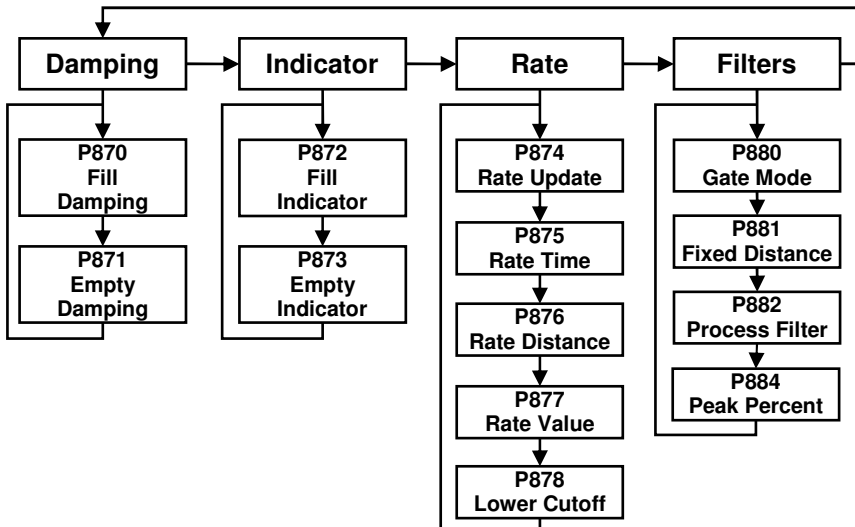 Damping
Indicator
Rate
Filters
P870
Fill
Damping
P871
Empty
Damping
P872
Fill
Indicator
P873
Empty
Indicator
P874
Rate Update
P875
Rate Time
P876
Rate Distance
P877
Rate Value
P878
Lower Cutoff
P880
Gate Mode
P881
Fixed Distance
P882
Process Filter
P884
Peak Percent